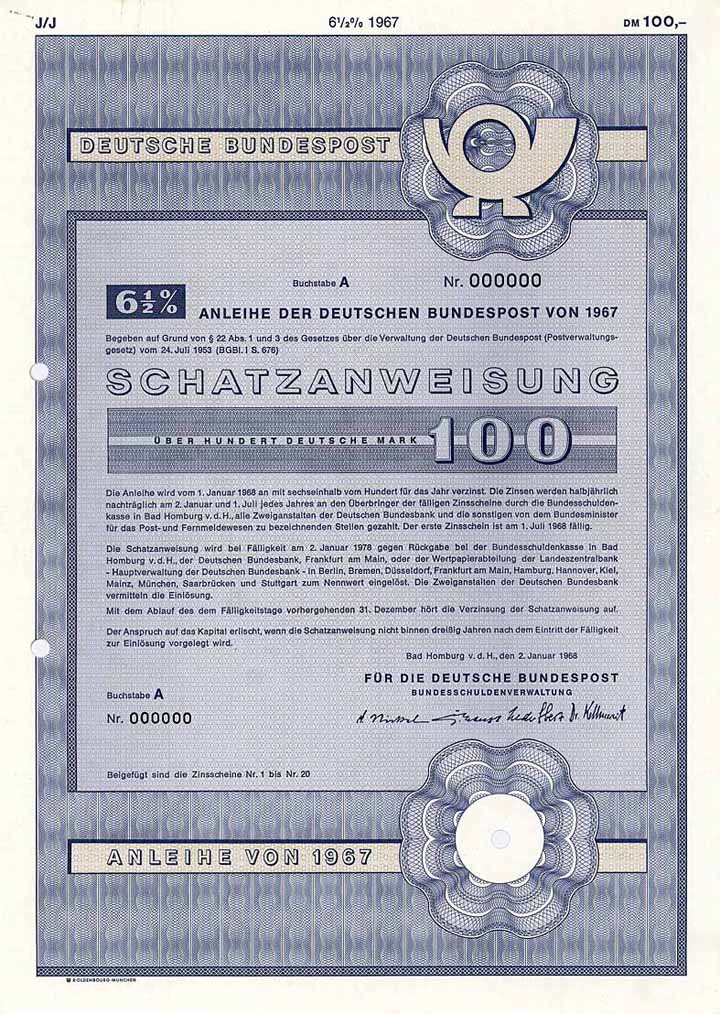 J/J 6½% 1967 DM 100,–
DEUTSCHE BUNDESPOST
Buchstabe A Nr. 000000
6½% ANLEIHE DER DEUTSCHEN BUNDESPOST VON 1967
Begeben auf Grund von § 22 Abs. 1 und 3 des Gesetzes über die Verwaltung der Deutschen Bundespost (Postverwaltungs-
gesetz) vom 24. Juli 1953 (BGBl. I S. 676)
SCHATZANWEISUNG
ÜBER HUNDERT DEUTSCHE MARK 100
Die Anleihe wird vom 1. Januar 1968 an mit sechseinhalb vom Hundert für das Jahr verzinst. Die Zinsen werden halbjährlich
nachträglich am 2. Januar und 1. Juli jedes Jahres an den Überbringer der fälligen Zinsscheine durch die Bundesschulden-
kasse in Bad Homburg v. d. H., alle Zweiganstalten der Deutschen Bundesbank und die sonstigen von dem Bundesminister
für das Post- und Fernmeldewesen zu bezeichnenden Stellen gezahlt. Der erste Zinsschein ist am 1. Juli 1968 fällig.
Die Schatzanweisung wird bei Fälligkeit am 2. Januar 1978 gegen Rückgabe bei der Bundesschuldenkasse in Bad
Homburg v. d. H., der Deutschen Bundesbank, Frankfurt am Main, oder der Wertpapierabteilung der Landeszentralbank
- Hauptverwaltung der Deutschen Bundesbank - in Berlin, Bremen, Düsseldorf, Frankfurt am Main, Hamburg, Hannover, Kiel,
Mainz, München, Saarbrücken und Stuttgart zum Nennwert eingelöst. Die Zweiganstalten der Deutschen Bundesbank
vermitteln die Einlösung.
Mit dem Ablauf des dem Fälligkeitstage vorhergehenden 31. Dezember hört die Verzinsung der Schatzanweisung auf.
Der Anspruch auf das Kapital erlischt, wenn die Schatzanweisung nicht binnen dreißig Jahren nach dem Eintritt der Fälligkeit
zur Einlösung vorgelegt wird.
Bad Homburg v. d. H., den 2. Januar 1968
FÜR DIE DEUTSCHE BUNDESPOST
BUNDESSCHULDENVERWALTUNG
Buchstabe A
Nr. 000000
Beigefügt sind die Zinsscheine Nr. 1 bis Nr. 20
ANLEIHE VON 1967
R. OLDENBOURG · MÜNCHEN